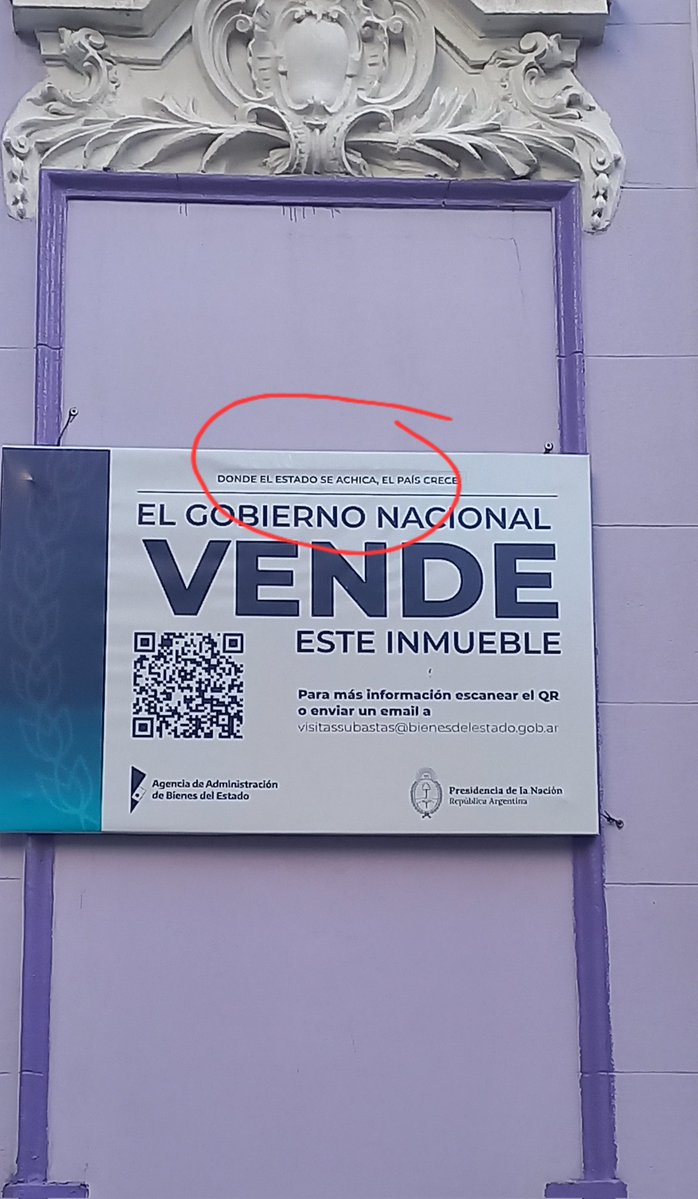 DONDE EL ESTADO SE ACHICA, EL PAÍS CRECE
EL GOBIERNO NACIONAL
VENDE
ESTE INMUEBLE
Para más información escanear el QR
o enviar un email a
visitassubastas@bienesdelestado.gob.ar
Agencia de Administración
de Bienes del Estado
Presidencia de la Nación
República Argentina